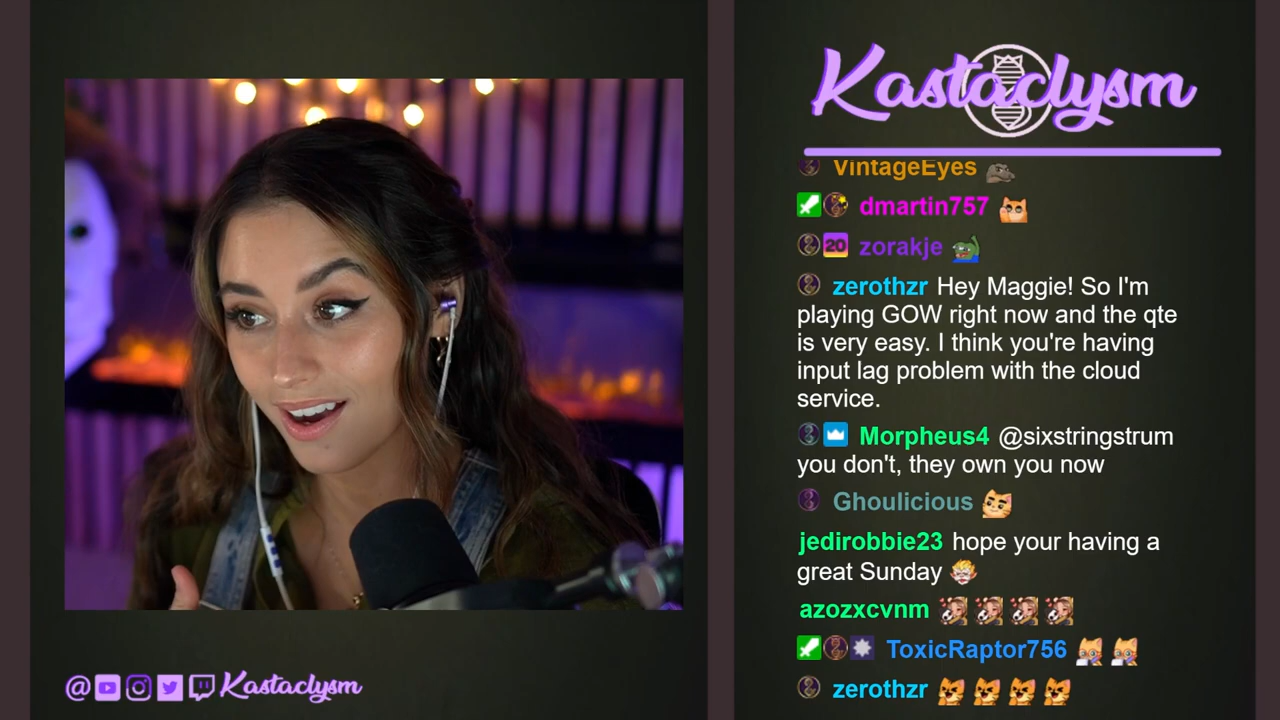 Kastaclysm
VintageEyes
dmartin757
20 zorakje
zerothzr Hey Maggie! So I'm
playing GOW right now and the qte
is very easy. I think you're having
input lag problem with the cloud
service.
Morpheus4 @sixstringstrum
you don't, they own you now
Ghoulicious
jedirobbie23 hope your having a
great Sunday
azozxcvnm
ToxicRaptor756
zerothzr
@ Kastaclysm